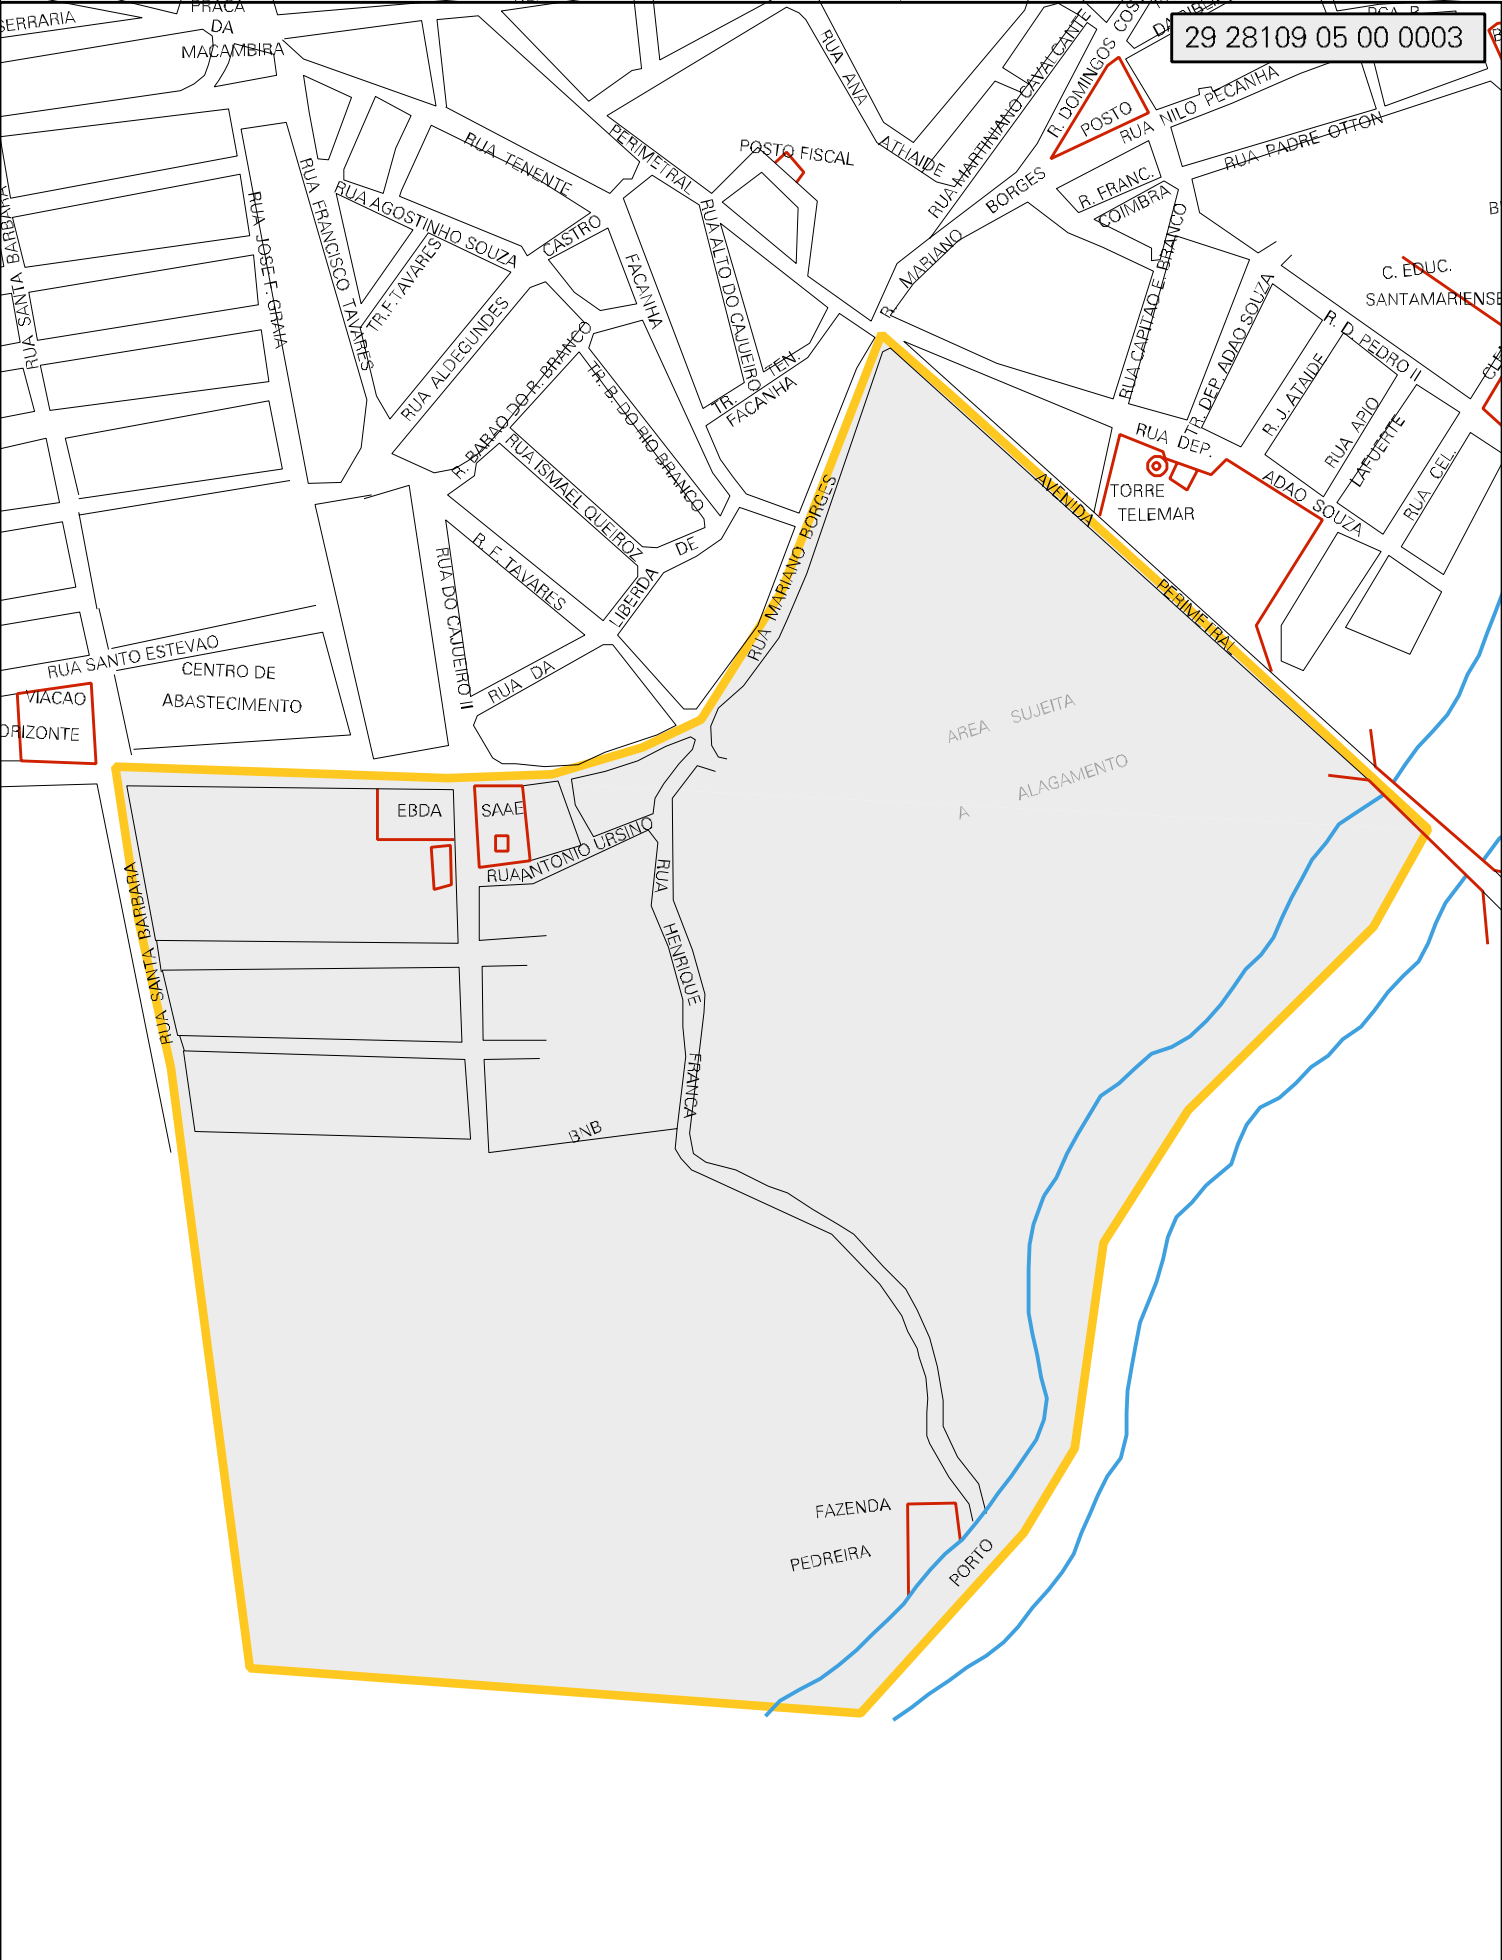 SERRARIA
PRACA
DA
MACAMBIRA
29 28109 05 00 0003
RUA ANA
ATHAIDE
RUA MARTINIANO CAVALCANTE
POSTO
RUA NILO PECANHA
RUA PADRE OTTON
PERIMETRAL
POSTO FISCAL
RUA TENENTE
CASTRO
FACANHA
RUA AGOSTINHO SOUZA
RUA SANTA BARBARA
RUA JOSE F. GRAIA
RUA FRANCISCO TAVARES
TR.F.TAVARES
RUA ALDEGUNDES
RUA ALTO DO CAJUEIRO
R. MARIANO BORGES
R. FRANC.
COIMBRA
RUA CAPITAO E. BRANCO
TR. DEP. ADAO SOUZA
C. EDUC.
SANTAMARIENSE
R. D. PEDRO II
R. J. ATAIDE
RUA APIO
LAFUERTE
RUA CEL.
R. BARAO DO R. BRANCO
TR. B. DO RIO BRANCO
TR. TEN.
FACANHA
RUA ISMAEL QUEIROZ
RUA DEP.
ADAO SOUZA
TORRE
TELEMAR
AVENIDA
PERIMETRAL
RUA MARIANO BORGES
R. F. TAVARES
RUA DA
LIBERDA
DE
RUA DO CAJUEIRO II
RUA SANTO ESTEVAO
CENTRO DE
ABASTECIMENTO
VIACAO
ORIZONTE
AREA SUJEITA
A ALAGAMENTO
EBDA
SAAE
RUA ANTONIO URSINO
RUA SANTA BARBARA
RUA HENRIQUE FRANCA
BNB
FAZENDA
PEDREIRA
PORTO